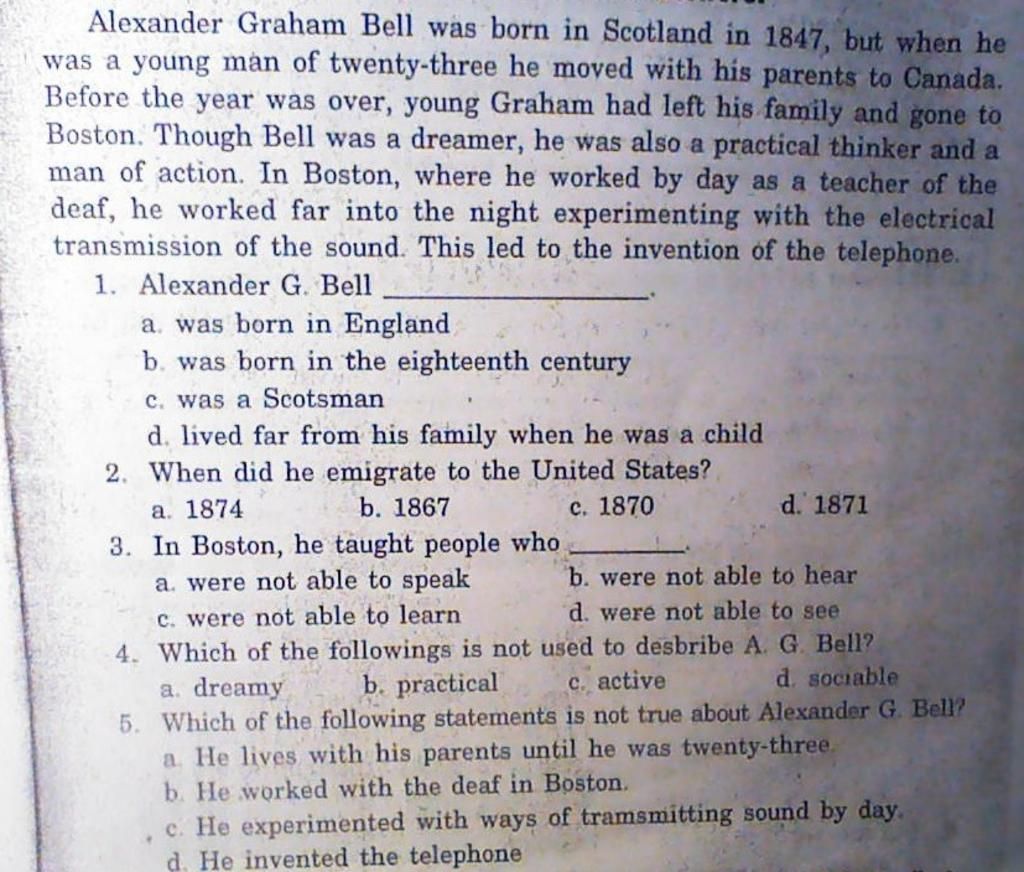 Alexander Graham Bell was born in Scotland in 1847, but when he
was a young man of twenty-three he moved with his parents to Canada.
Before the year was over, young Graham had left his family and gone to
Boston. Though Bell was a dreamer, he was also a practical thinker and a
man of action. In Boston, where he worked by day as a teacher of the
deaf, he worked far into the night experimenting with the electrical
transmission of the sound. This led to the invention of the telephone.
1. Alexander G. Bell ____________________.
a. was born in England
b. was born in the eighteenth century
c. was a Scotsman
d. lived far from his family when he was a child
2. When did he emigrate to the United States?
a. 1874 b. 1867 c. 1870 d. 1871
3. In Boston, he taught people who _________.
a. were not able to speak b. were not able to hear
c. were not able to learn d. were not able to see
4. Which of the followings is not used to desbribe A. G. Bell?
a. dreamy b. practical c. active d. sociable
5. Which of the following statements is not true about Alexander G. Bell?
a. He lives with his parents until he was twenty-three.
b. He worked with the deaf in Boston.
c. He experimented with ways of tramsmitting sound by day.
d. He invented the telephone